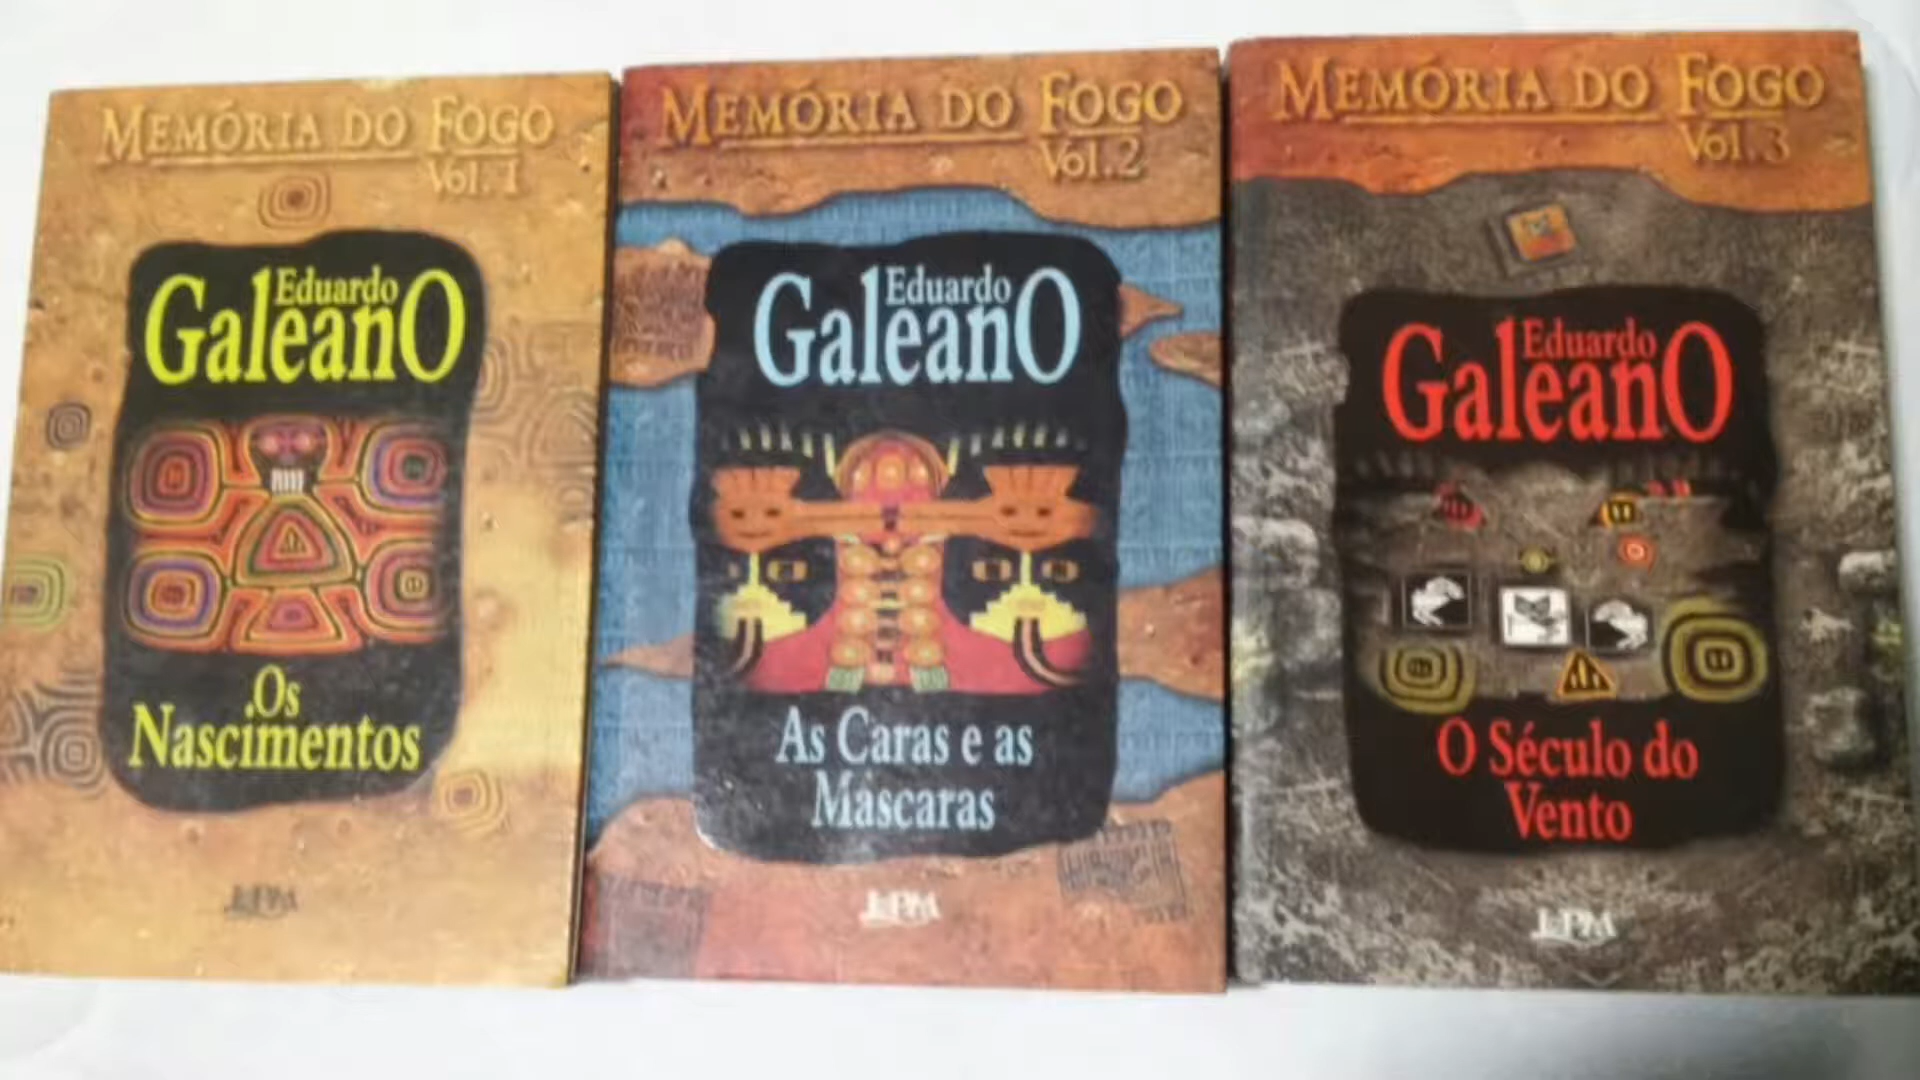 MEMÓRIA DO FOGO
Vol. 1
Eduardo
Galeano
Os
Nascimentos
L&PM
MEMÓRIA DO FOGO
Vol. 2
Eduardo
Galeano
As Caras e as
Máscaras
L&PM
MEMÓRIA DO FOGO
Vol. 3
Eduardo
Galeano
O Século do
Vento
L&PM